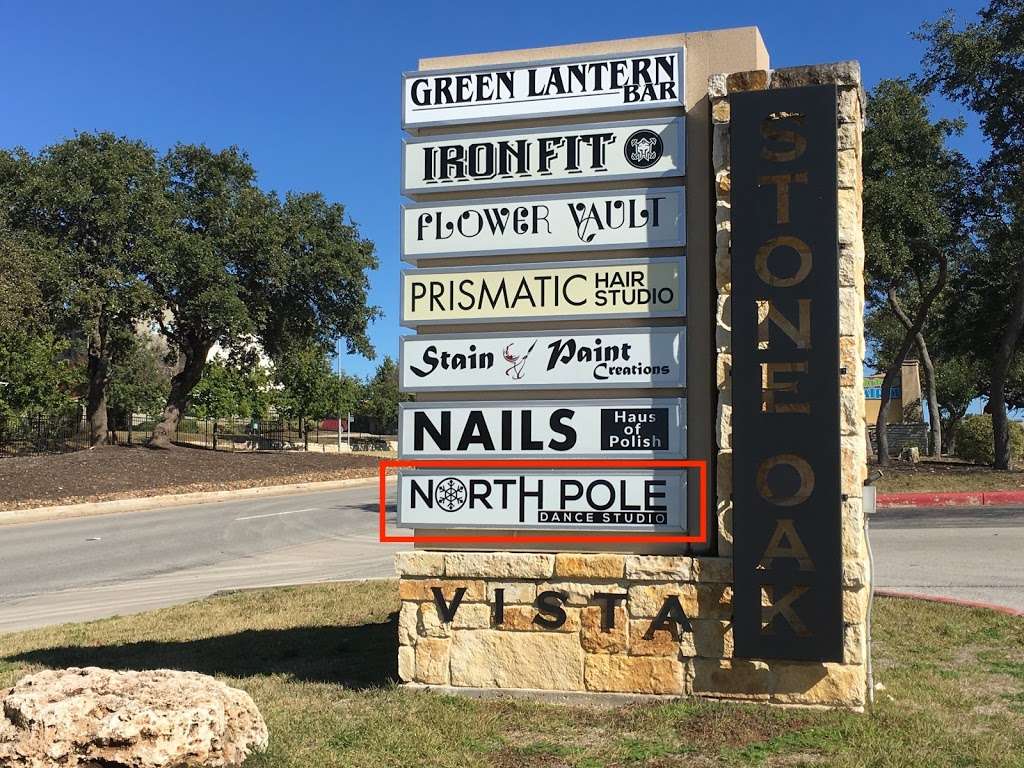 GREEN LANTERN
BAR
IRONFIT
FLOWER VAULT
PRISMATIC HAIR
STUDIO
Stain Paint
Creations
NAILS Haus
of
Polish
NORTH POLE
DANCE STUDIO
VISTA
STONE OAK